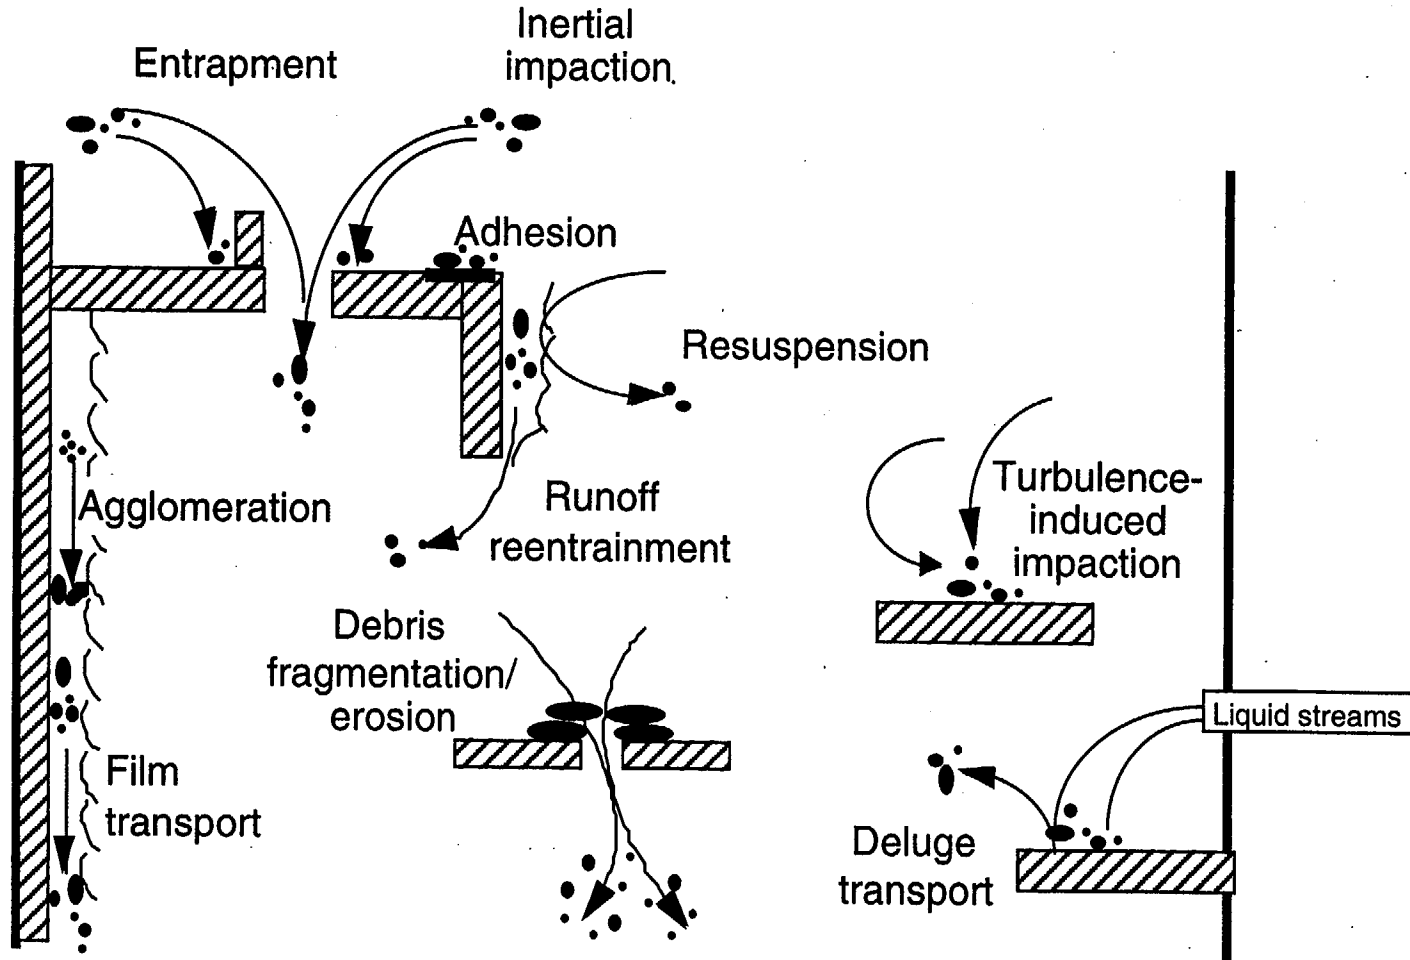 Entrapment
Inertial
impaction
Adhesion
Resuspension
Agglomeration
Runoff
reentrainment
Turbulence-
induced
impaction
Debris
fragmentation/
erosion
Film
transport
Liquid streams
Deluge
transport